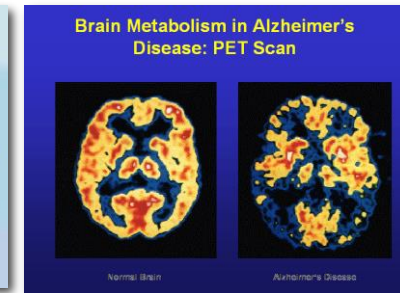 Brain Metabolism in Alzheimer's
Disease: PET Scan
Normal Brain
Alzheimer's Disease